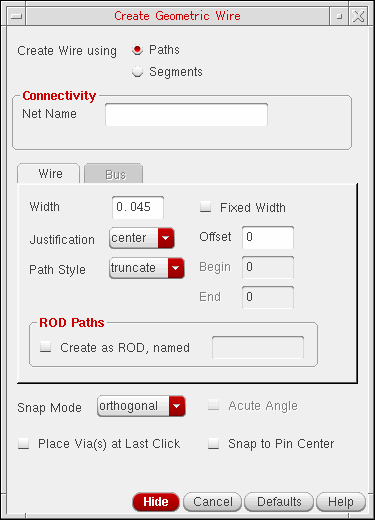 Create Geometric Wire
Create Wire using Paths
Segments
Connectivity
Net Name
Wire Bus
Width 0.045 Fixed Width
Justification center Offset 0
Path Style truncate Begin 0
End 0
ROD Paths
Create as ROD, named
Snap Mode orthogonal Acute Angle
Place Via(s) at Last Click Snap to Pin Center
Hide Cancel Defaults Help